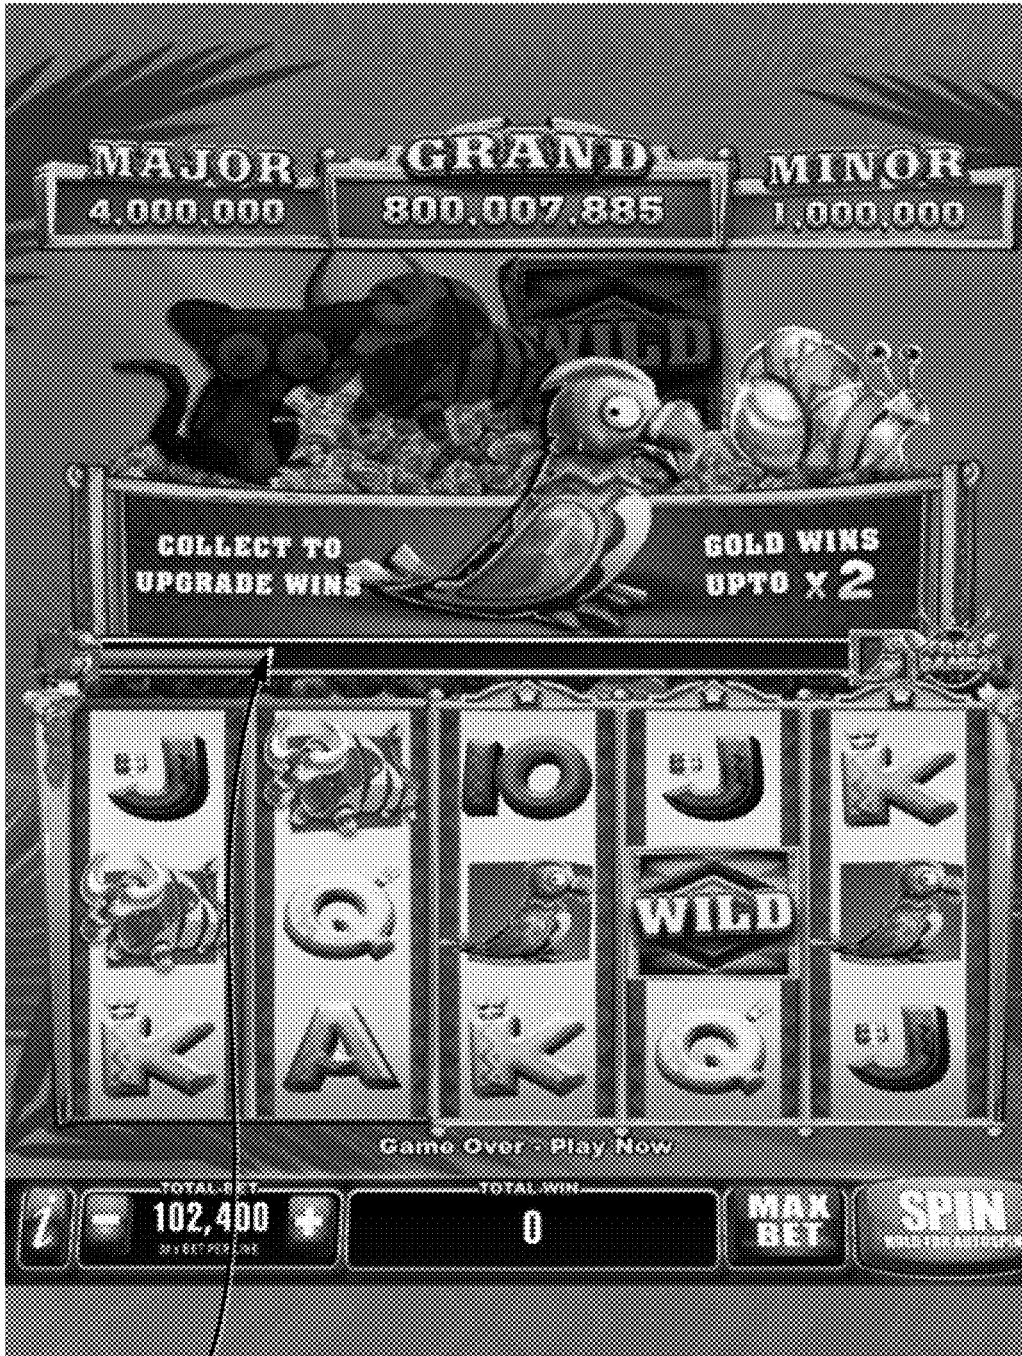 MAJOR
GRAND
MINOR
4,000,000
800,007,885
1,000,000
WILD
COLLECT TO
UPGRADE WINS
GOLD WINS
UPTO X 2
J
10
J
K
Q
WILD
K
A
K
Q
J
Game Over - Play Now
TOTAL BET
TOTAL WIN
i
-
102,400
+
0
MAX
BET
SPIN